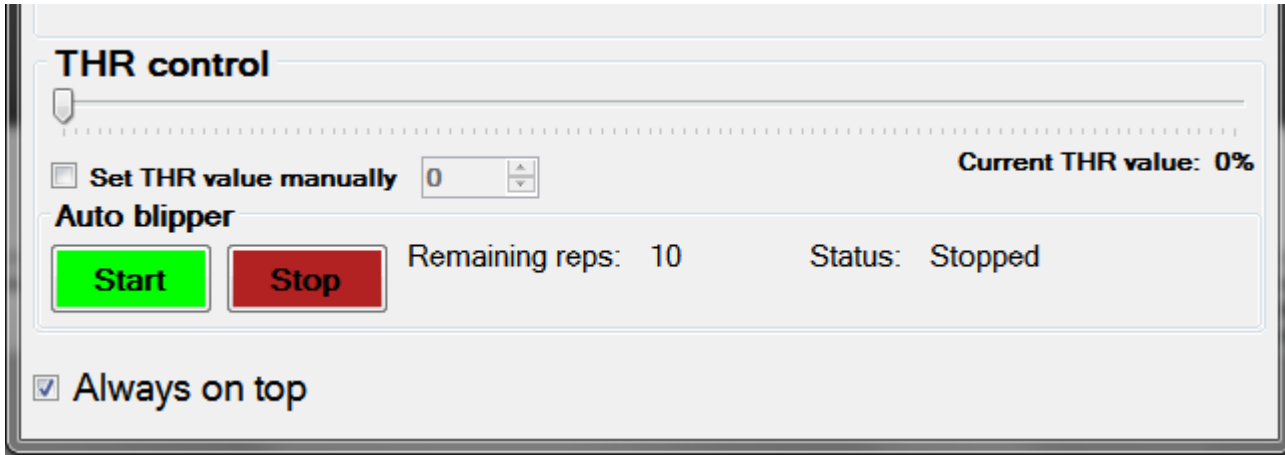 THR control
Current THR value: 0%
Set THR value manually 0
Auto blipper
Start Stop Remaining reps: 10 Status: Stopped
Always on top